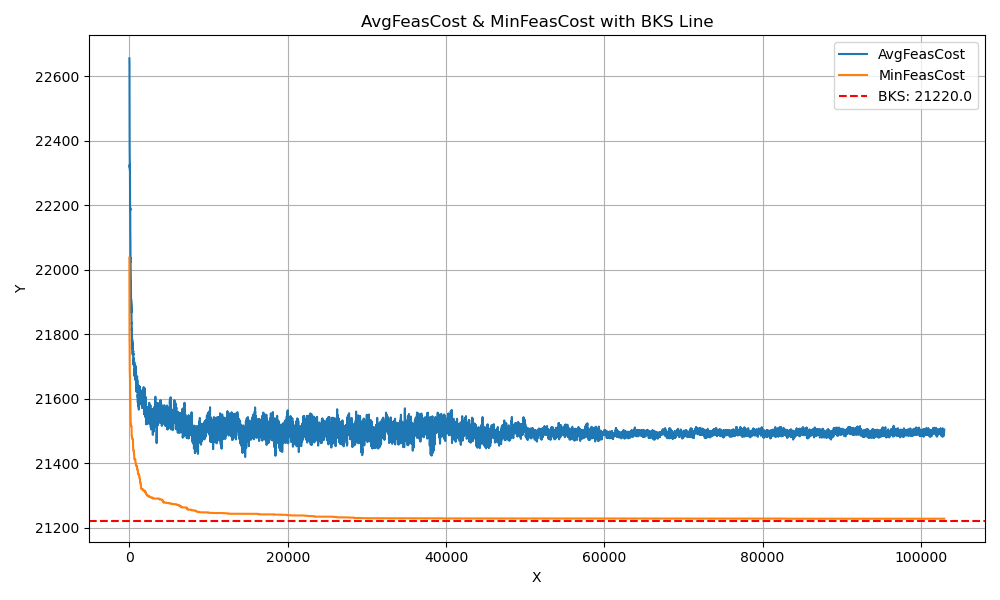 AvgFeasCost & MinFeasCost with BKS Line
AvgFeasCost
MinFeasCost
BKS: 21220.0
Y
22600
22400
22200
22000
21800
21600
21400
21200
0
20000
40000
60000
80000
100000
X